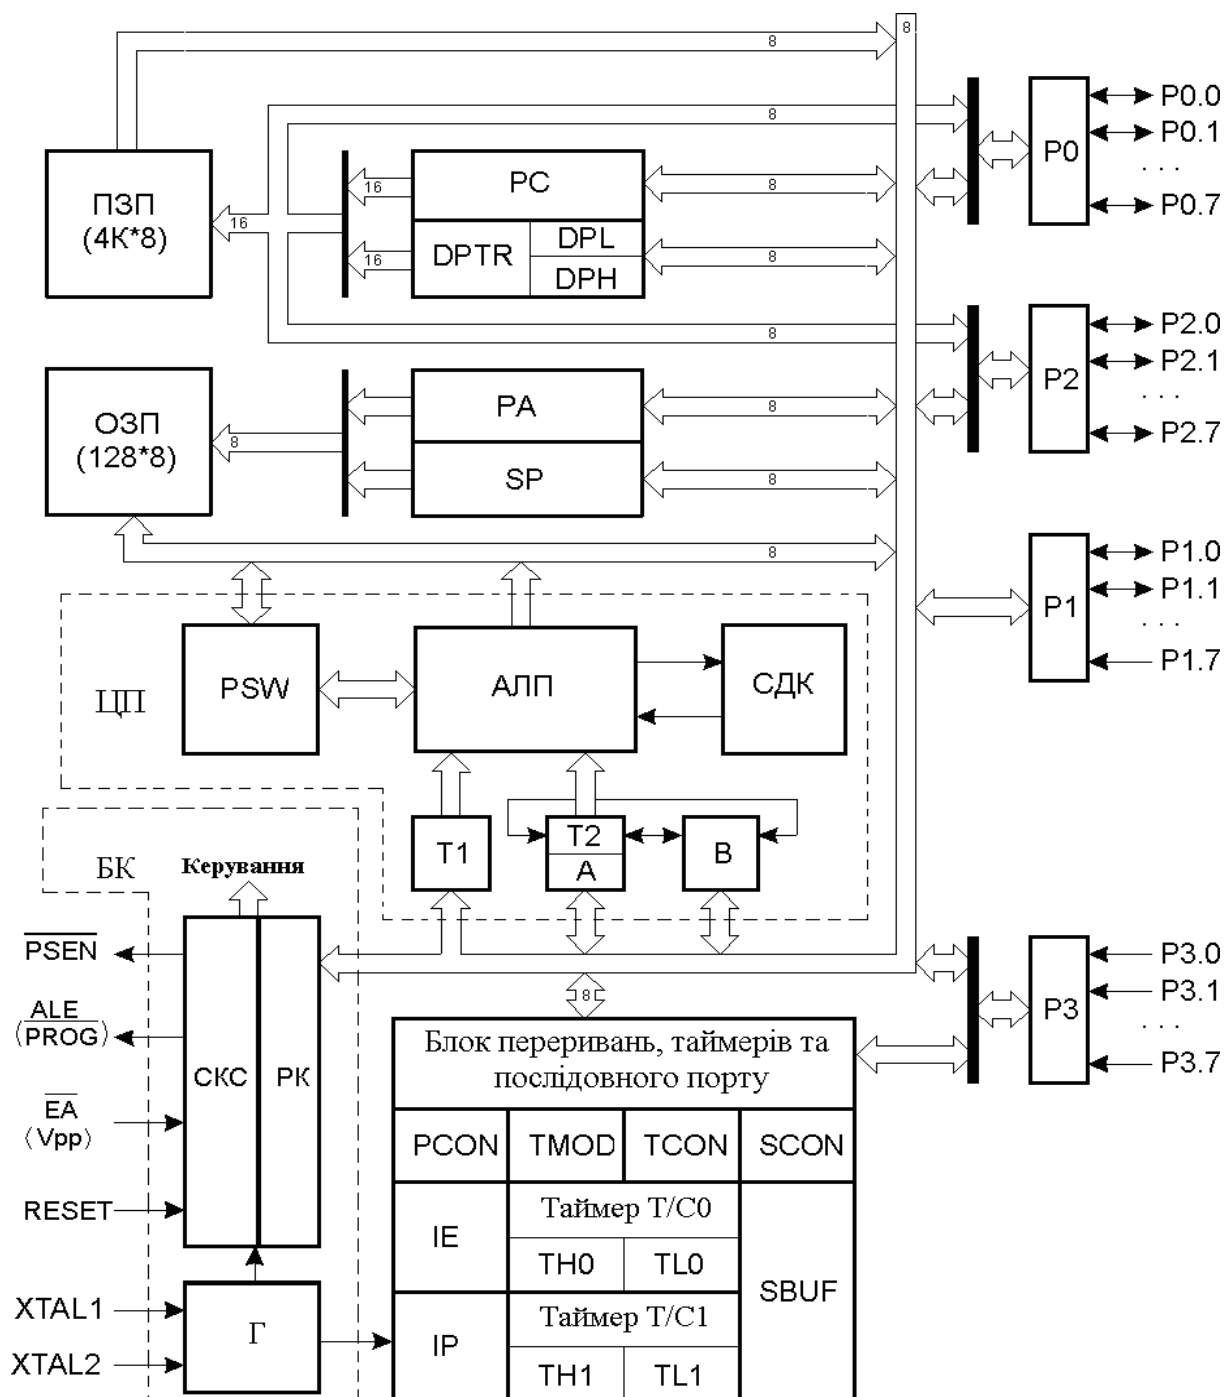 8
8
8
P0.0
P0.1
. . .
P0.7
P0
ПЗП
(4К*8)
16
16
16
PC
DPTR
DPL
DPH
8
8
8
P2.0
P2.1
. . .
P2.7
P2
ОЗП
(128*8)
8
РА
SP
8
8
8
P1
P1.0
P1.1
. . .
P1.7
ЦП
PSW
АЛП
СДК
T1
T2
A
B
БК
Керування
PSEN
ALE
(PROG)
EA
(Vpp)
RESET
XTAL1
XTAL2
СКС
РК
Г
8
Блок переривань, таймерів та
послідовного порту
PCON
TMOD
TCON
SCON
IE
Таймер Т/С0
TH0
TL0
SBUF
IP
Таймер Т/С1
TH1
TL1
P3
P3.0
P3.1
. . .
P3.7